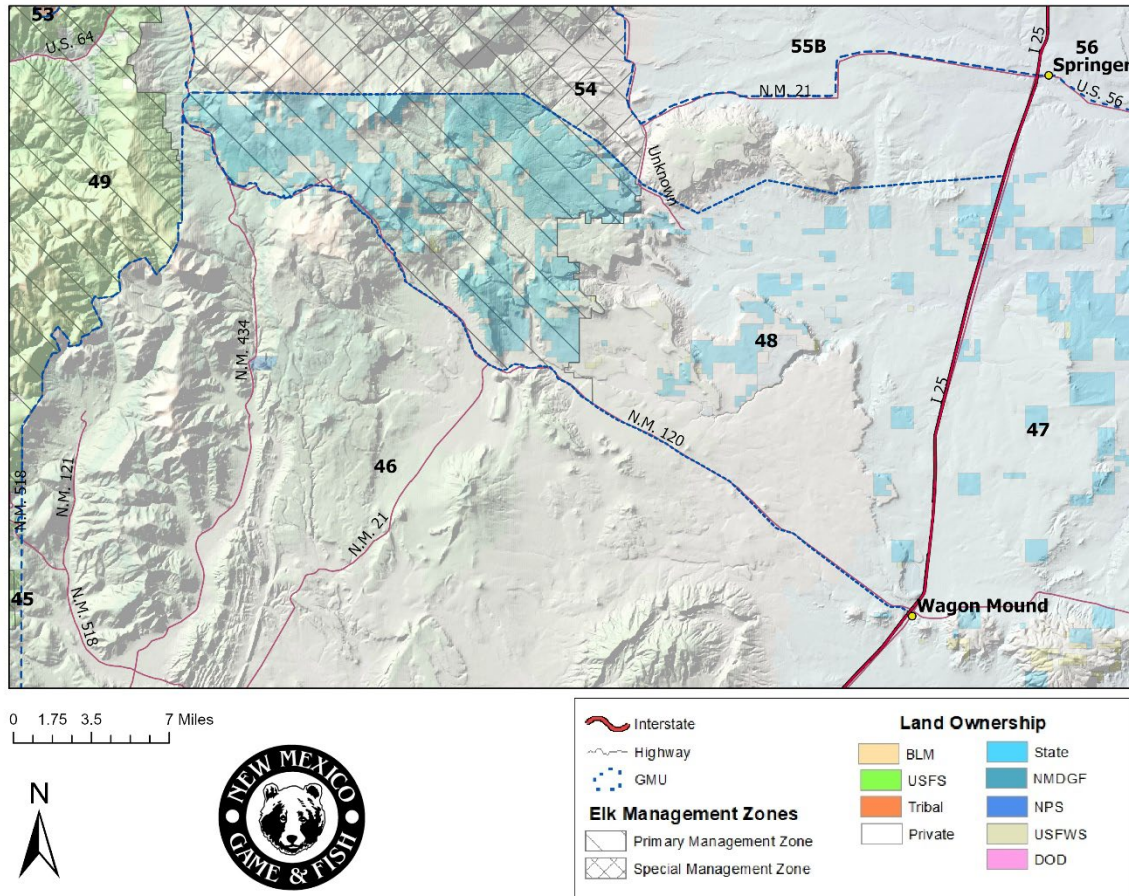 53
U.S. 64
49
54
55B
N.M. 21
I 25
56
Springer
U.S. 56
Unknown
N.M. 434
48
I 25
47
N.M. 120
46
N.M. 21
N.M. 518
N.M. 121
45
N.M. 518
Wagon Mound
0 1.75 3.5 7 Miles
N
NEW MEXICO
GAME & FISH
Interstate
Highway
GMU
Elk Management Zones
Primary Management Zone
Special Management Zone
Land Ownership
BLM
USFS
Tribal
Private
State
NMDGF
NPS
USFWS
DOD